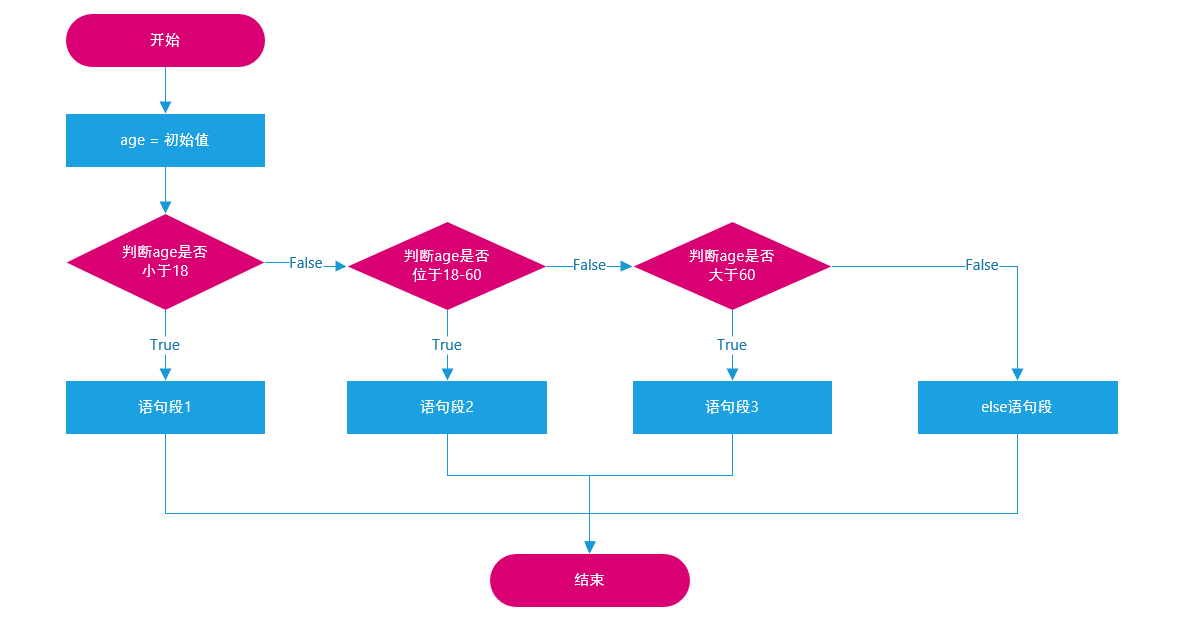 开始
age = 初始值
判断age是否
小于18
False
判断age是否
位于18-60
False
判断age是否
大于60
False
True
True
True
语句段1
语句段2
语句段3
else语句段
结束